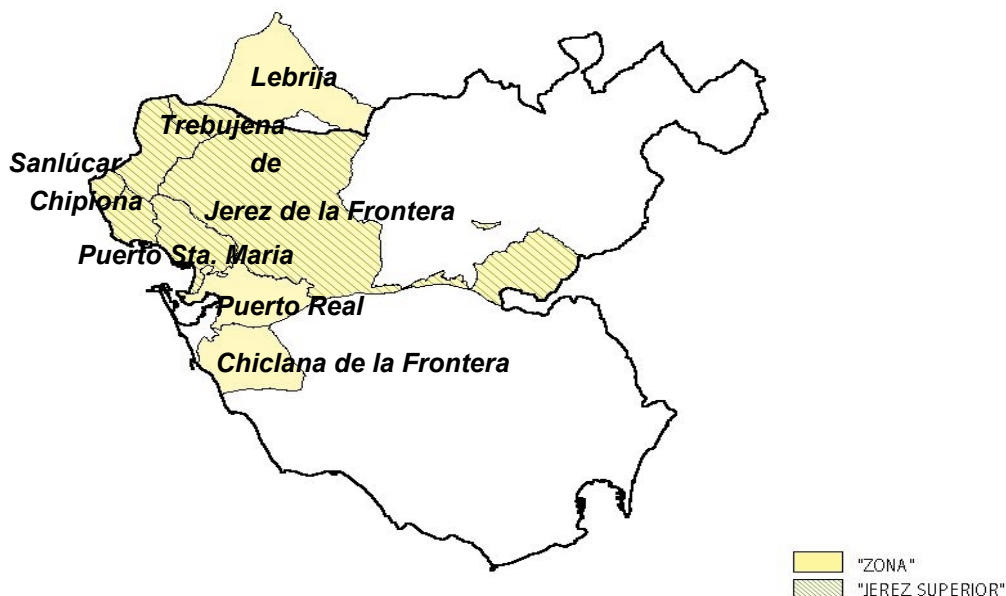 Lebrija
Trebujena
Sanlúcar
de
Chipiona
Jerez de la Frontera
Puerto Sta. Maria
Puerto Real
Chiclana de la Frontera
"ZONA"
"JEREZ SUPERIOR"